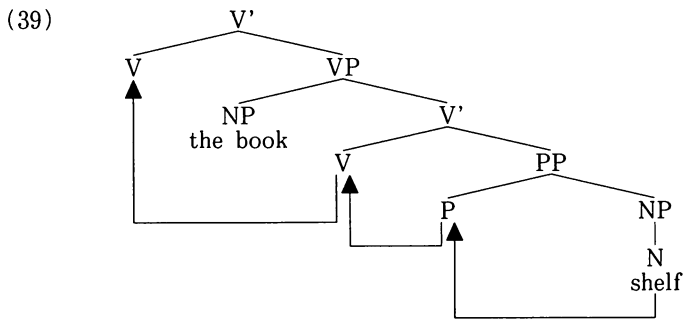 (39)
V'
V VP
NP V'
the book
V PP
P NP
N
shelf